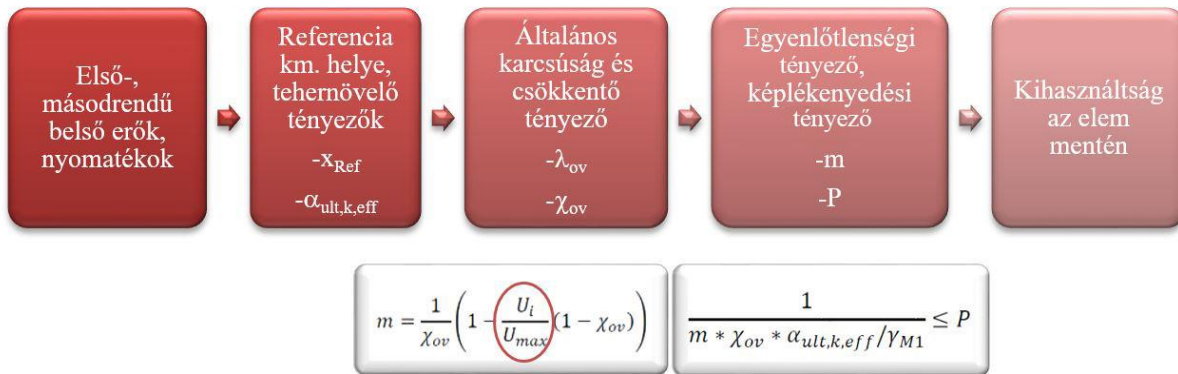 Első-,
másodrendű
belső erők,
nyomatékok
Referencia
km. helye,
tehernövelő
tényezők
-x_Ref
-α_ult,k,eff
Általános
karcsúság és
csökkentő
tényező
-λ_ov
-χ_ov
Egyenlőtlenségi
tényező,
képlékenyedési
tényező
-m
-P
Kihasználtság
az elem
mentén
m = 1/χ_ov (1 − U_i/U_max (1 − χ_ov))
1/(m * χ_ov * α_ult,k,eff/γ_M1) ≤ P